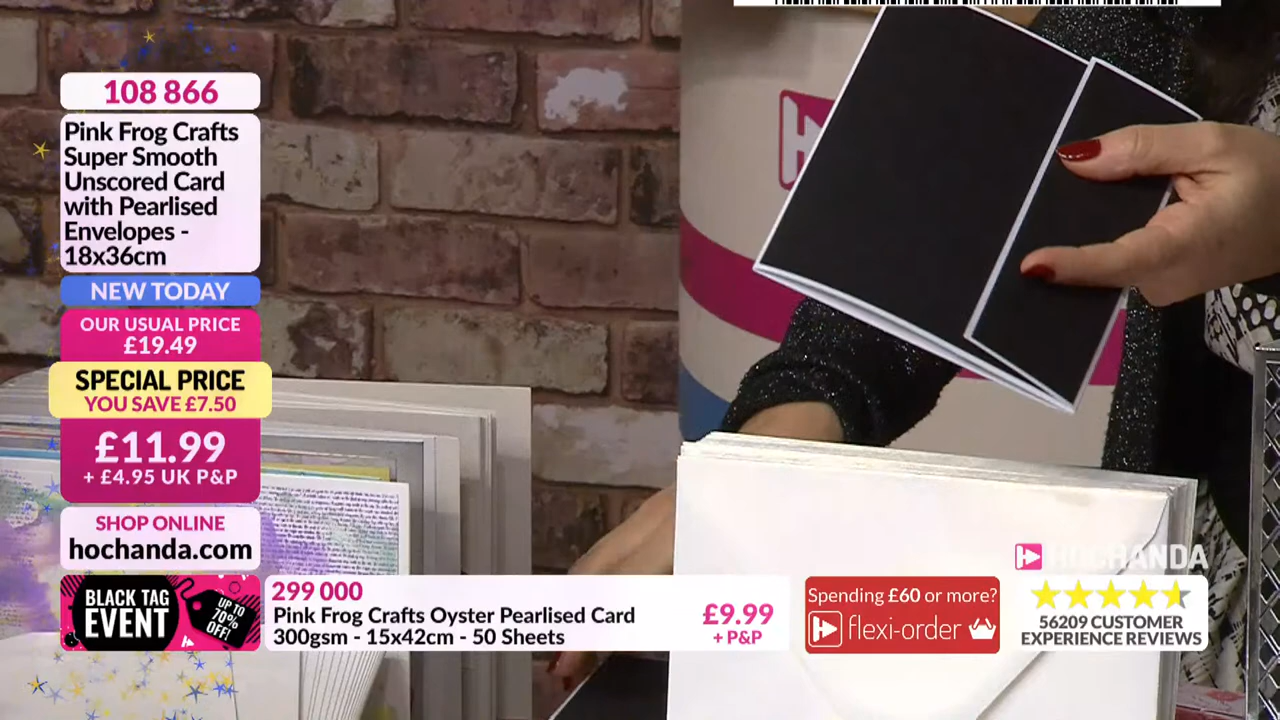 108 866
Pink Frog Crafts
Super Smooth
Unscored Card
with Pearlised
Envelopes -
18x36cm
NEW TODAY
OUR USUAL PRICE
£19.49
SPECIAL PRICE
YOU SAVE £7.50
£11.99
+ £4.95 UK P&P
SHOP ONLINE
hochanda.com
BLACK TAG
EVENT
UP TO
70%
OFF!
299 000
Pink Frog Crafts Oyster Pearlised Card
300gsm - 15x42cm - 50 Sheets
£9.99
+ P&P
Spending £60 or more?
flexi-order
HOCHANDA
56209 CUSTOMER
EXPERIENCE REVIEWS